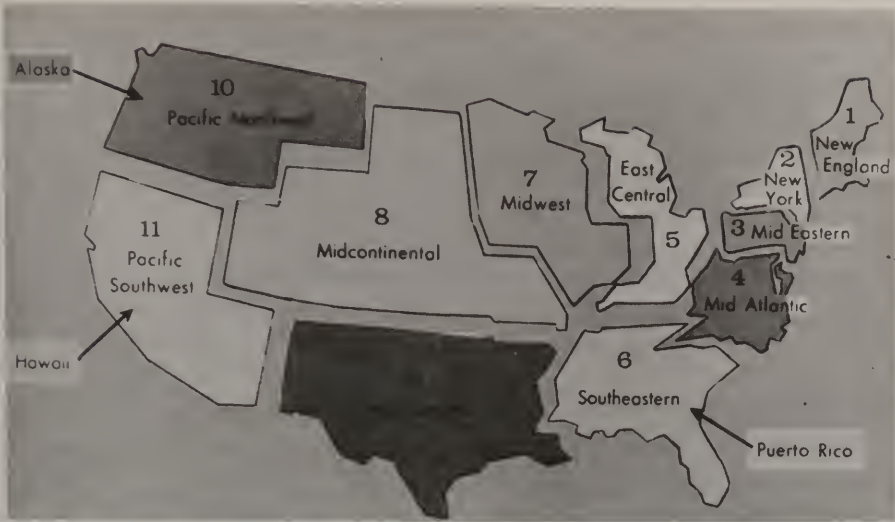 Alaska
10
Pacific
1
New
England
2
New
York
East
Central
7
Midwest
3 Mid Eastern
8
Midcontinental
5
11
Pacific
Southwest
4
Mid Atlantic
Hawaii
6
Southeastern
Puerto Rico